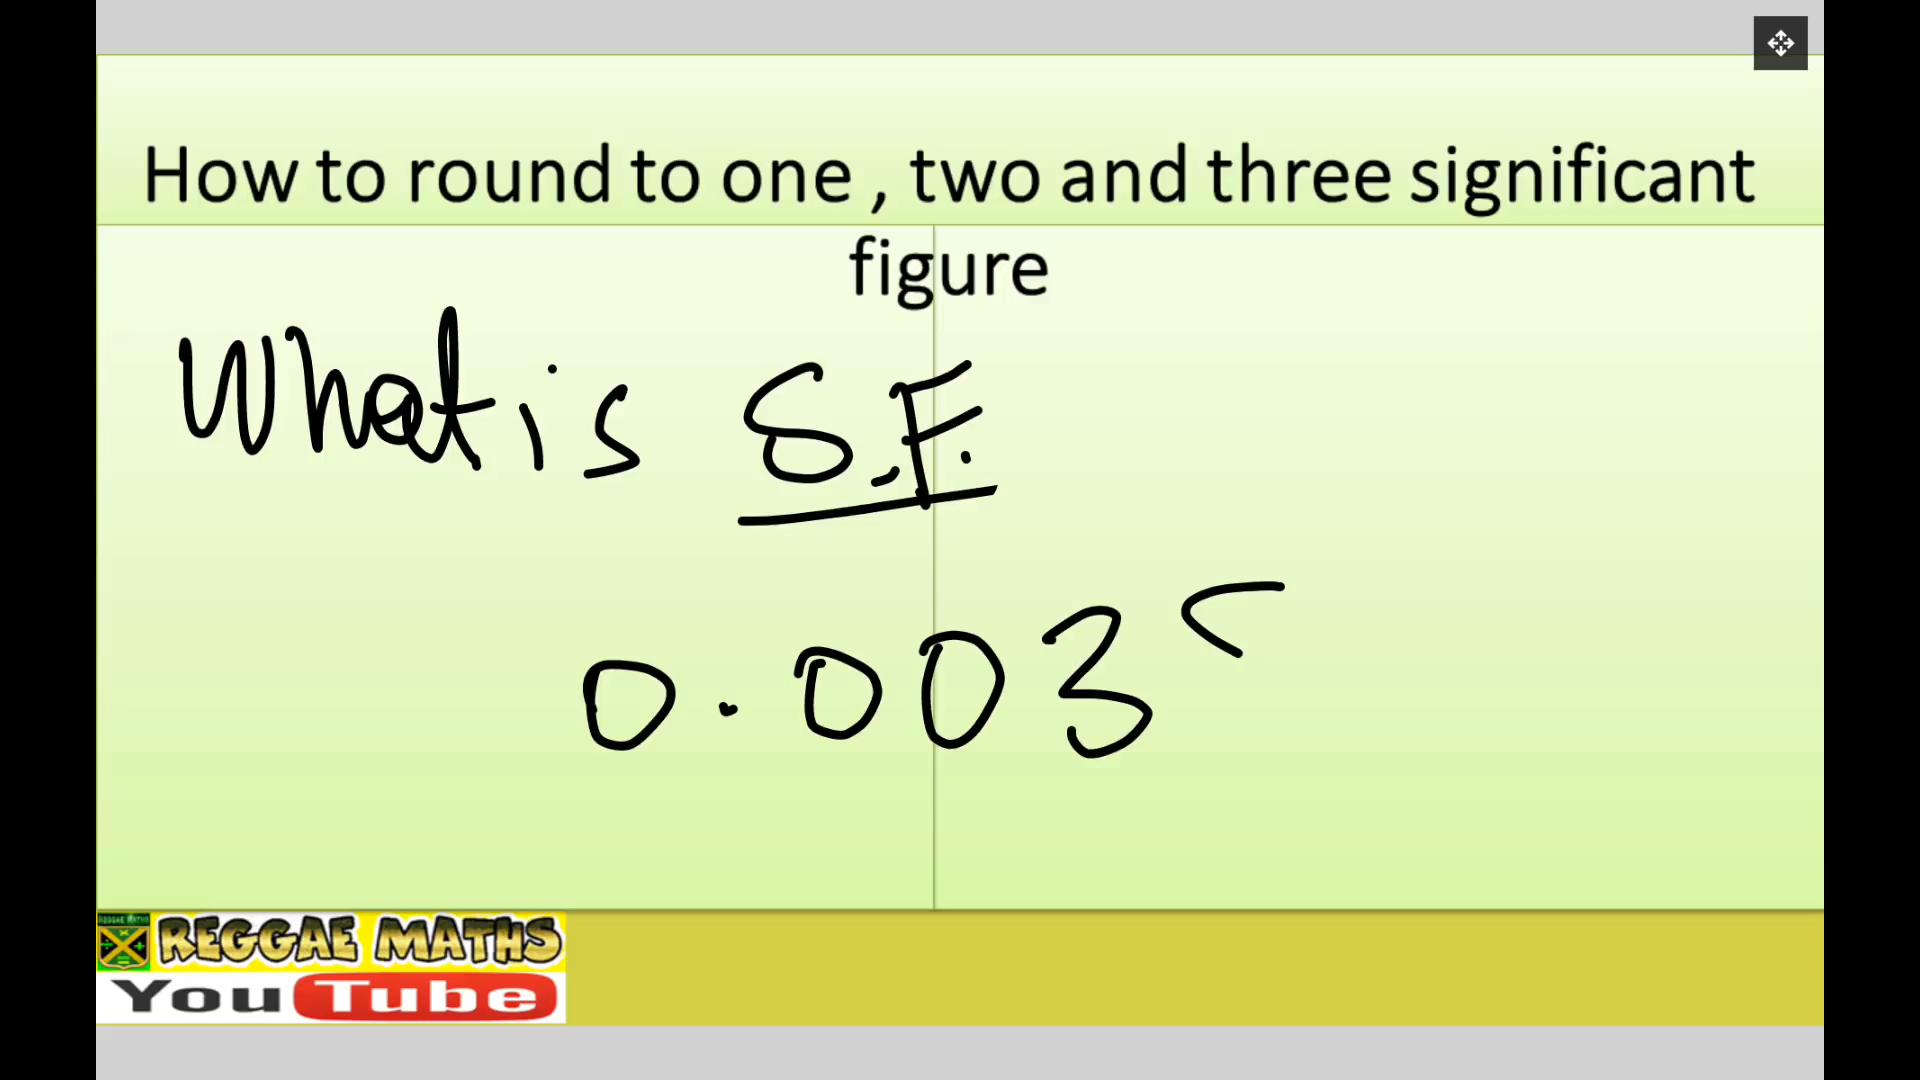 How to round to one , two and three significant
figure
What is S.F.
0.003
REGGAE MATHS
YouTube